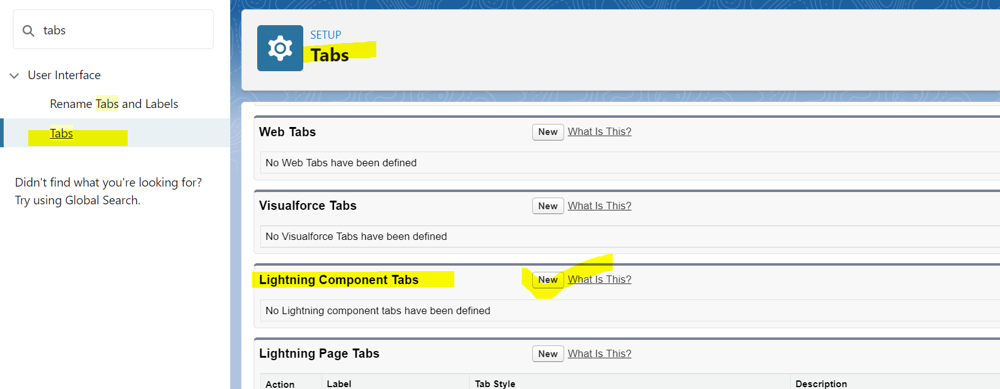 tabs
User Interface
Rename Tabs and Labels
Tabs
Didn't find what you're looking for?
Try using Global Search.
SETUP
Tabs
Web Tabs New What Is This?
No Web Tabs have been defined
Visualforce Tabs New What Is This?
No Visualforce Tabs have been defined
Lightning Component Tabs New What Is This?
No Lightning component tabs have been defined
Lightning Page Tabs New What Is This?
Action Label Tab Style Description